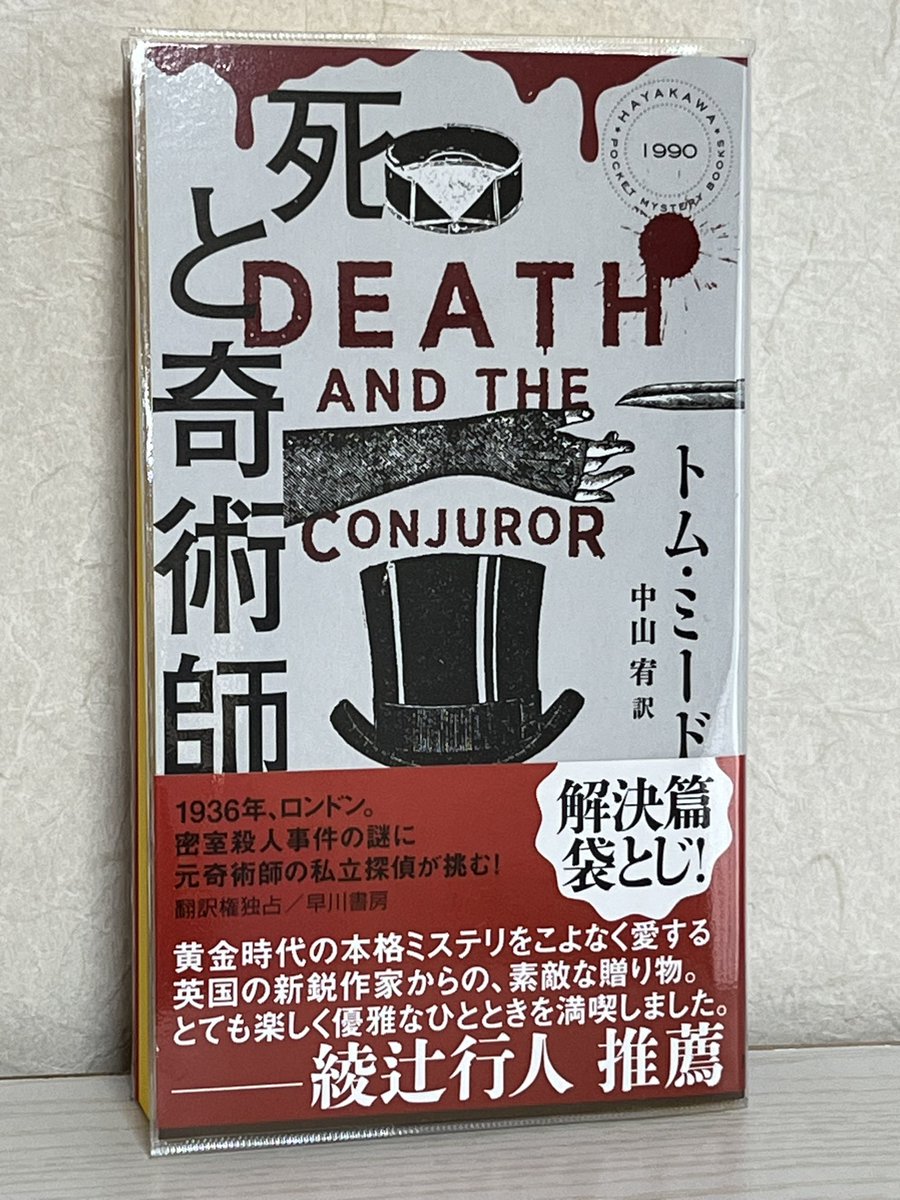 死と奇術師
HAYAKAWA
1990
POCKET MYSTERY BOOKS
DEATH
AND THE
CONJUROR
トム・ミード
中山 宥 訳
解決篇
袋とじ!
1936年、ロンドン。
密室殺人事件の謎に
元奇術師の私立探偵が挑む!
翻訳権独占/早川書房
黄金時代の本格ミステリをこよなく愛する
英国の新鋭作家からの、素敵な贈り物。
とても楽しく優雅なひとときを満喫しました。
――綾辻行人 推薦